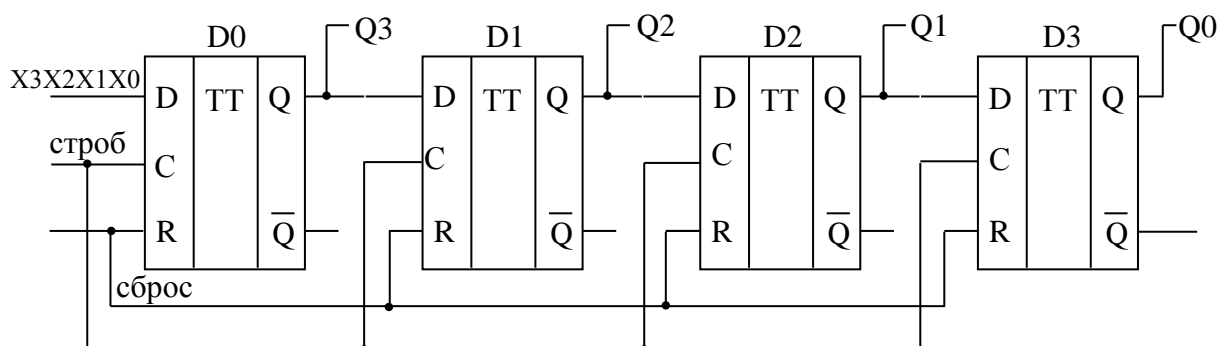 D0 Q3 D1 Q2 D2 Q1 D3 Q0
X3X2X1X0 D TT Q D TT Q D TT Q D TT Q
строб C C C C
R Q̅ R Q̅ R Q̅ R Q̅
сброс